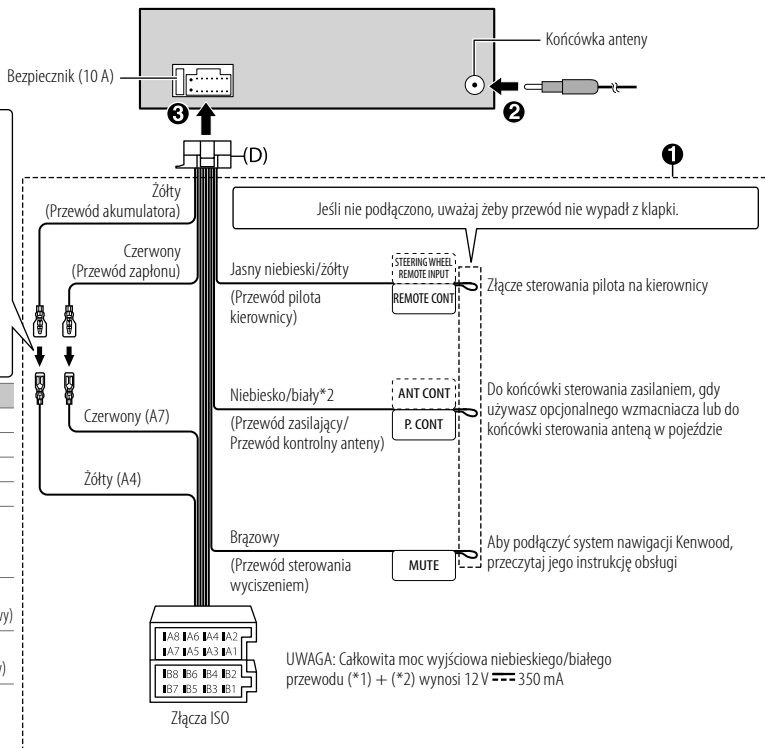 Końcówka anteny
Bezpiecznik (10 A)
❸
❷
(D)
❶
Żółty
(Przewód akumulatora)
Jeśli nie podłączono, uważaj żeby przewód nie wypadł z klapki.
Czerwony
(Przewód zapłonu)
Jasny niebieski/żółty
(Przewód pilota
kierownicy)
STEERING WHEEL
REMOTE INPUT
REMOTE CONT
Złącze sterowania pilota na kierownicy
Niebiesko/biały*2
(Przewód zasilający/
Przewód kontrolny anteny)
ANT CONT
P. CONT
Do końcówki sterowania zasilaniem, gdy
używasz opcjonalnego wzmacniacza lub do
końcówki sterowania anteną w pojeździe
Czerwony (A7)
Żółty (A4)
Brązowy
(Przewód sterowania
wyciszeniem)
MUTE
Aby podłączyć system nawigacji Kenwood,
przeczytaj jego instrukcję obsługi
A8 A6 A4 A2
A7 A5 A3 A1
B8 B6 B4 B2
B7 B5 B3 B1
Złącza ISO
UWAGA: Całkowita moc wyjściowa niebieskiego/białego
przewodu (*1) + (*2) wynosi 12 V ⎓ 350 mA